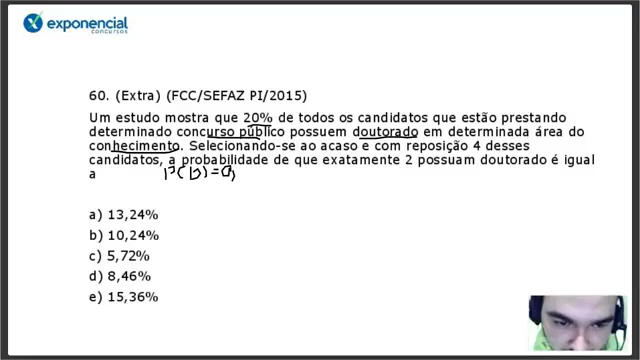 exponencial
concursos
60. (Extra) (FCC/SEFAZ PI/2015)
Um estudo mostra que 20% de todos os candidatos que estão prestando
determinado concurso público possuem doutorado em determinada área do
conhecimento. Selecionando-se ao acaso e com reposição 4 desses
candidatos, a probabilidade de que exatamente 2 possuam doutorado é igual
a
P(D)=0,
a) 13,24%
b) 10,24%
c) 5,72%
d) 8,46%
e) 15,36%